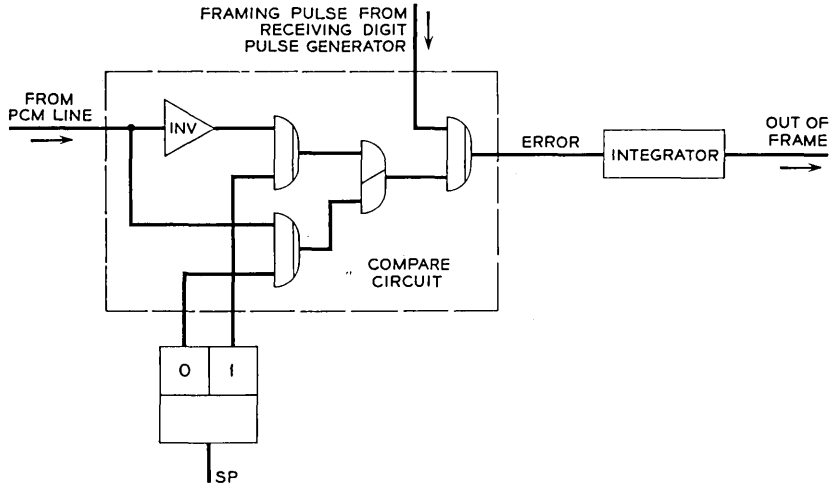 FRAMING PULSE FROM
RECEIVING DIGIT
PULSE GENERATOR
FROM
PCM LINE
INV
ERROR
INTEGRATOR
OUT OF
FRAME
COMPARE
CIRCUIT
0 1
SP